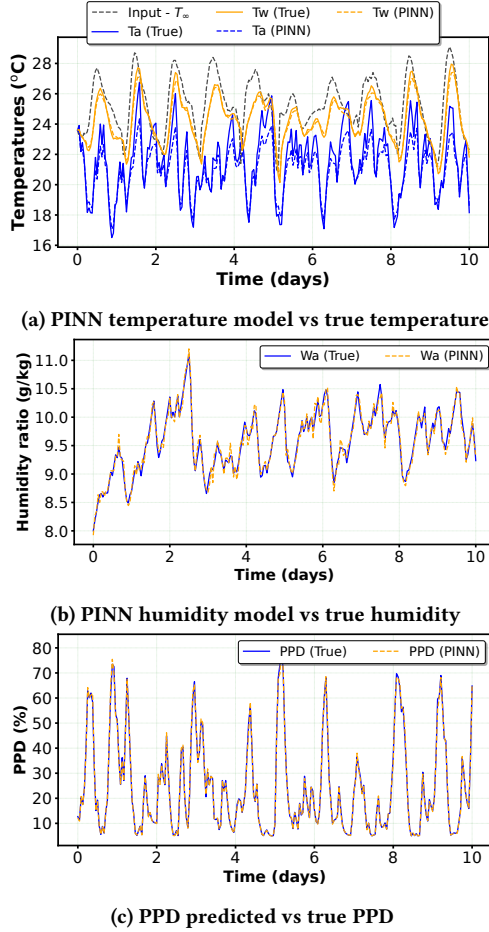 Input - T∞
Tw (True)
Tw (PINN)
Ta (True)
Ta (PINN)
Temperatures (°C)
28
26
24
22
20
18
16
0
2
4
6
8
10
Time (days)
(a) PINN temperature model vs true temperature
Wa (True)
Wa (PINN)
Humidity ratio (g/kg)
11.0
10.5
10.0
9.5
9.0
8.5
8.0
0
2
4
6
8
10
Time (days)
(b) PINN humidity model vs true humidity
PPD (True)
PPD (PINN)
PPD (%)
80
70
60
50
40
30
20
10
0
2
4
6
8
10
Time (days)
(c) PPD predicted vs true PPD